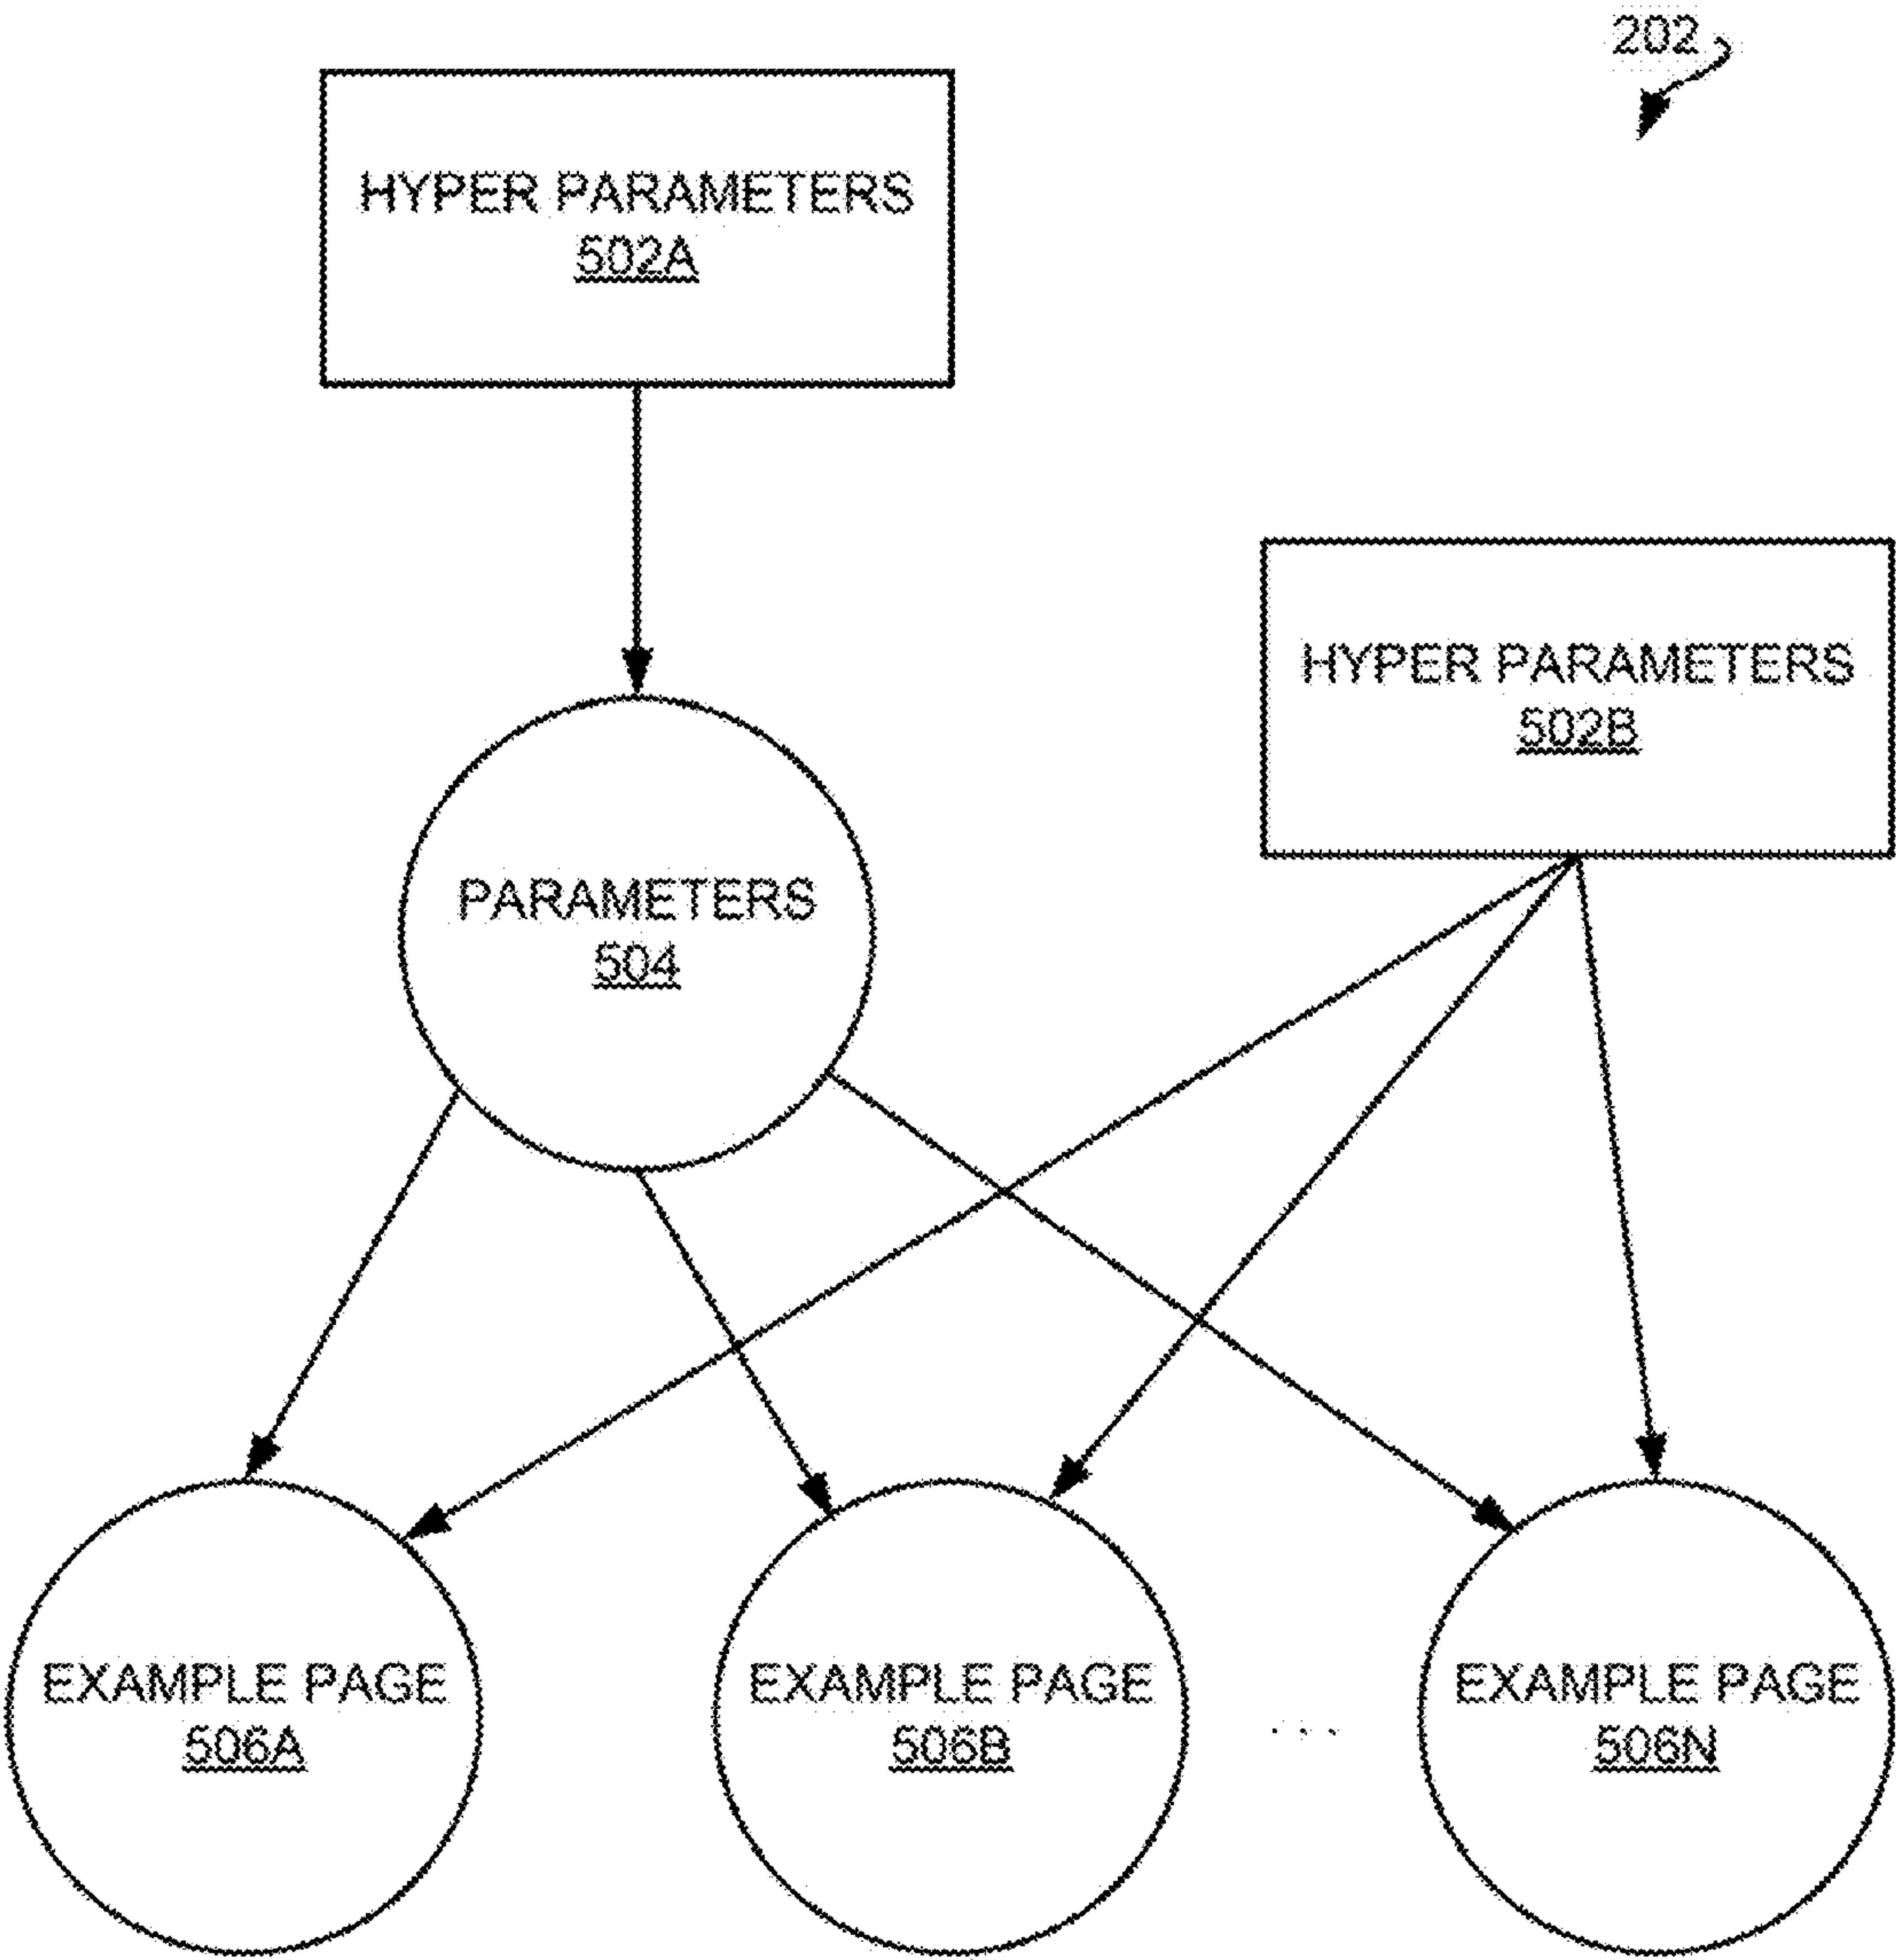 202
HYPER PARAMETERS
502A
HYPER PARAMETERS
502B
PARAMETERS
504
EXAMPLE PAGE
506A
EXAMPLE PAGE
506B
. . .
EXAMPLE PAGE
506N